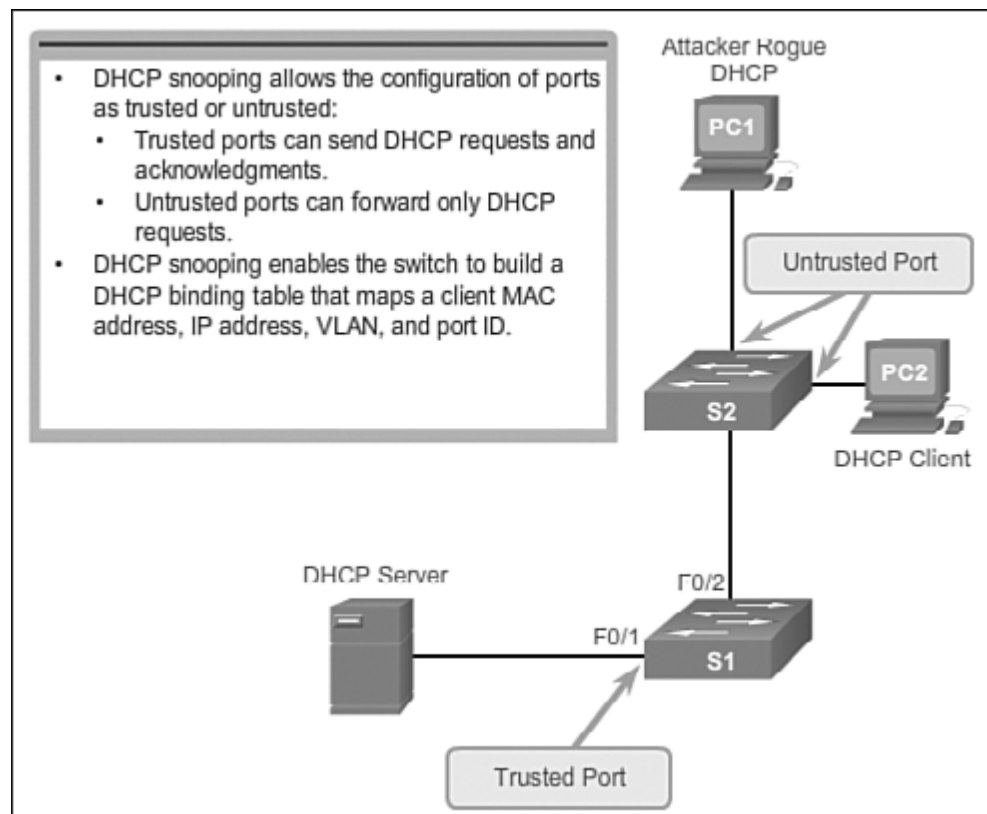 • DHCP snooping allows the configuration of ports
as trusted or untrusted:
• Trusted ports can send DHCP requests and
acknowledgments.
• Untrusted ports can forward only DHCP
requests.
• DHCP snooping enables the switch to build a
DHCP binding table that maps a client MAC
address, IP address, VLAN, and port ID.
Attacker Rogue
DHCP
PC1
Untrusted Port
PC2
S2
DHCP Client
DHCP Server
F0/2
F0/1
S1
Trusted Port